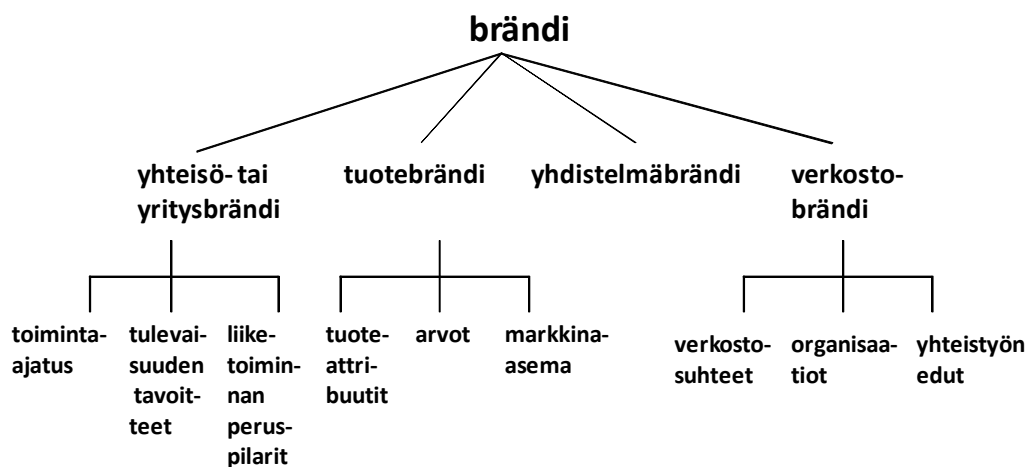 brändi
yhteisö- tai
yritysbrändi
tuotebrändi
yhdistelmäbrändi
verkosto-
brändi
toiminta-
ajatus
tulevai-
suuden
tavoit-
teet
liike-
toimin-
nan
perus-
pilarit
tuote-
attri-
buutit
arvot
markkina-
asema
verkosto-
suhteet
organisaa-
tiot
yhteistyön
edut